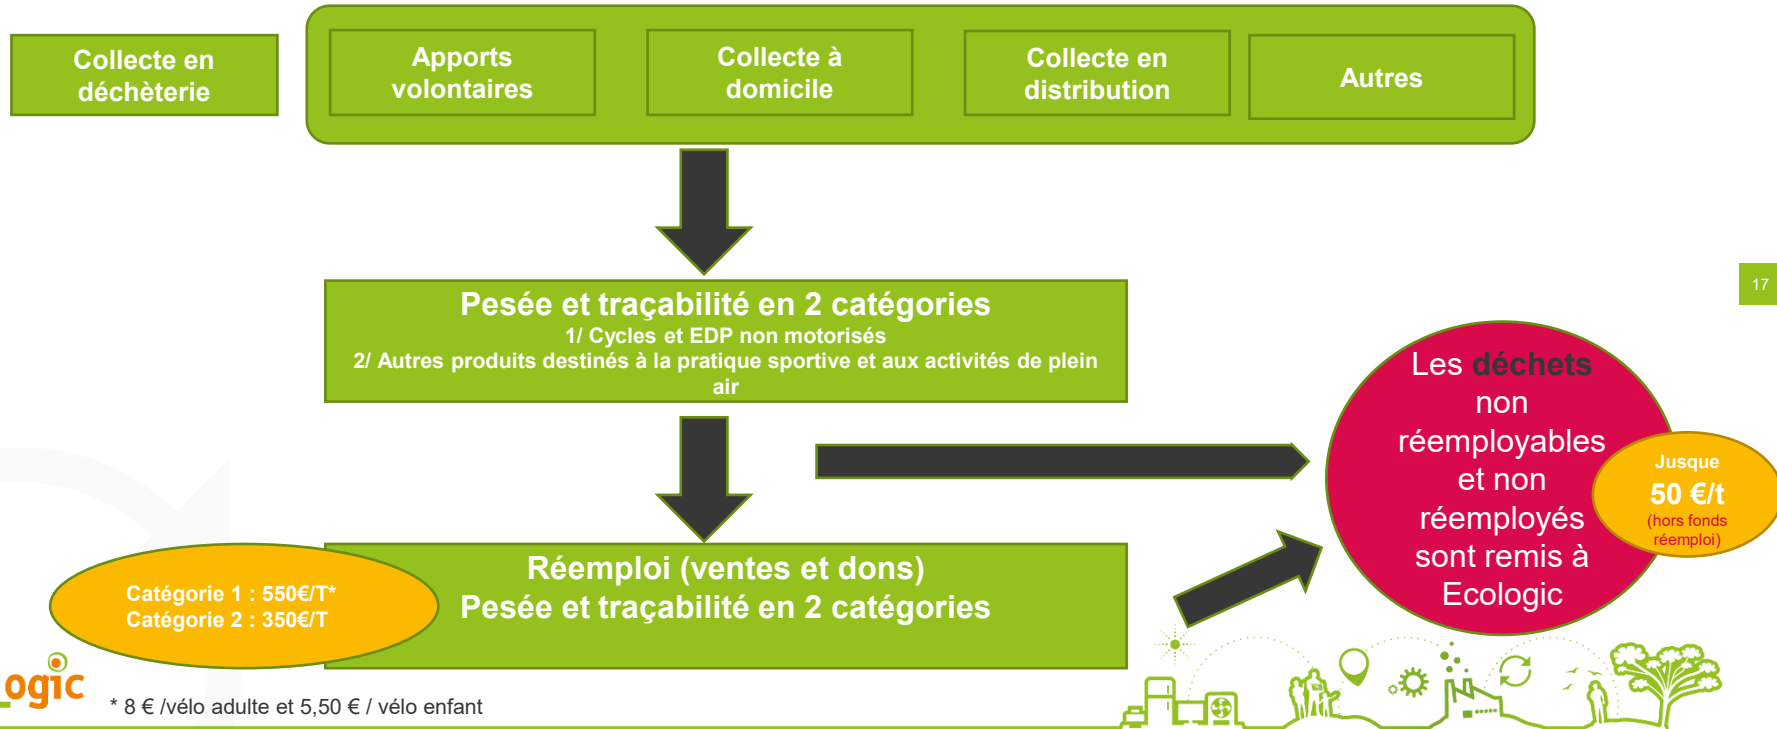 Collecte en
déchèterie
Apports
volontaires
Collecte à
domicile
Collecte en
distribution
Autres
Pesée et traçabilité en 2 catégories
1/ Cycles et EDP non motorisés
2/ Autres produits destinés à la pratique sportive et aux activités de plein
air
17
Les déchets
non
réemployables
et non
réemployés
sont remis à
Ecologic
Jusque
50 €/t
(hors fonds
réemploi)
Réemploi (ventes et dons)
Pesée et traçabilité en 2 catégories
Catégorie 1 : 550€/T*
Catégorie 2 : 350€/T
ogic
* 8 € /vélo adulte et 5,50 € / vélo enfant